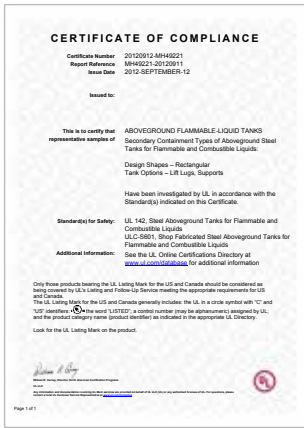 CERTIFICATE OF COMPLIANCE
Certificate Number 20120912-MH49221
Report Reference MH49221-20120911
Issue Date 2012-SEPTEMBER-12
Issued to:
This is to certify that ABOVEGROUND FLAMMABLE-LIQUID TANKS
representative samples of Secondary Containment Types of Aboveground Steel
Tanks for Flammable and Combustible Liquids:
Design Shapes – Rectangular
Tank Options – Lift Lugs, Supports
Have been investigated by UL in accordance with the
Standard(s) indicated on this Certificate.
Standard(s) for Safety: UL 142, Steel Aboveground Tanks for Flammable and
Combustible Liquids
ULC-S601, Shop Fabricated Steel Aboveground Tanks for
Flammable and Combustible Liquids
Additional Information: See the UL Online Certifications Directory at
www.ul.com/database for additional information
Only those products bearing the UL Listing Mark for the US and Canada should be considered as
being covered by UL's Listing and Follow-Up Service meeting the appropriate requirements for US
and Canada.
The UL Listing Mark for the US and Canada generally includes: the UL in a circle symbol with "C" and
"US" identifiers: the word "LISTED"; a control number (may be alphanumeric) assigned by UL;
and the product category name (product identifier) as indicated in the appropriate UL Directory.
Look for the UL Listing Mark on the product.
Page 1 of 1